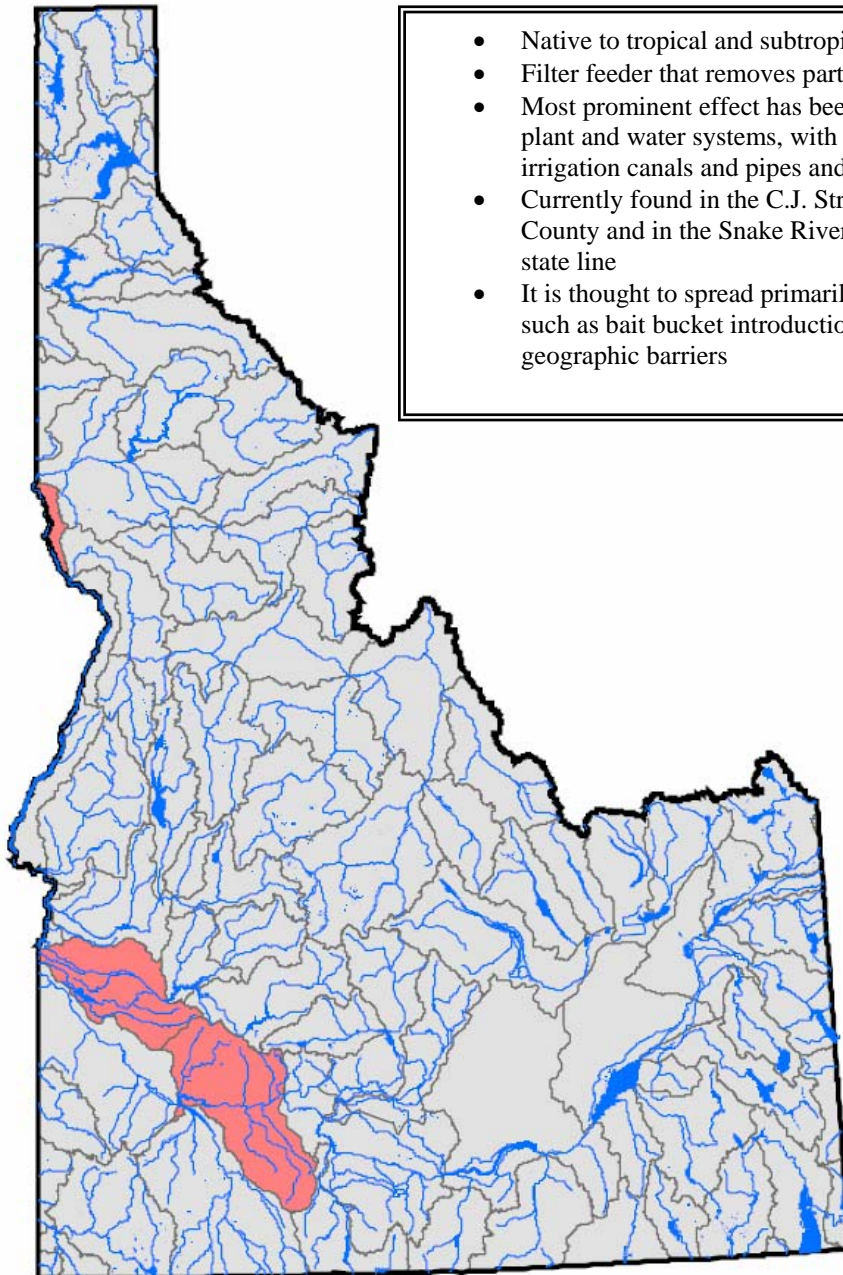 • Native to tropical and subtropi
• Filter feeder that removes part
• Most prominent effect has bee
plant and water systems, with
irrigation canals and pipes and
• Currently found in the C.J. Str
County and in the Snake River
state line
• It is thought to spread primaril
such as bait bucket introductio
geographic barriers